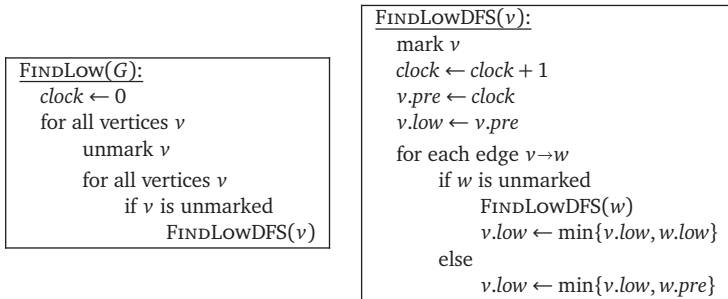 FINDLOW(G):
clock ← 0
for all vertices v
unmark v
for all vertices v
if v is unmarked
FINDLOWDFS(v)
FINDLOWDFS(v):
mark v
clock ← clock + 1
v.pre ← clock
v.low ← v.pre
for each edge v→w
if w is unmarked
FINDLOWDFS(w)
v.low ← min{v.low, w.low}
else
v.low ← min{v.low, w.pre}